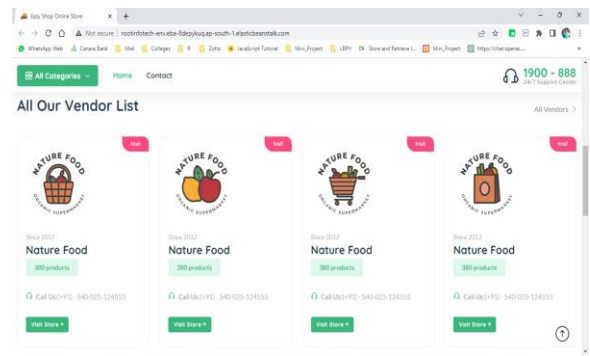 Easy Shop Online Store
Not secure | rootinfotech-env.eba-8depykuq.ap-south-1.elasticbeanstalk.com
WhatsApp Web Canara Bank Mail Colleges R Zoho JavaScript Tutorial Mini_Project LBPH Store and Retrieve I... Mini_Project https://chat.openai....
All Categories Home Contact 1900 - 888
24/7 Support Center
All Our Vendor List All Vendors >
Mall Mall Mall Mall
NATURE FOOD NATURE FOOD NATURE FOOD NATURE FOOD
ORGANIC SUPERMARKET ORGANIC SUPERMARKET ORGANIC SUPERMARKET ORGANIC SUPERMARKET
Since 2012 Since 2012 Since 2012 Since 2012
Nature Food Nature Food Nature Food Nature Food
380 products 380 products 380 products 380 products
Call Us:(+91) - 540-025-124553 Call Us:(+91) - 540-025-124553 Call Us:(+91) - 540-025-124553 Call Us:(+91) - 540-025-124553
Visit Store Visit Store Visit Store Visit Store